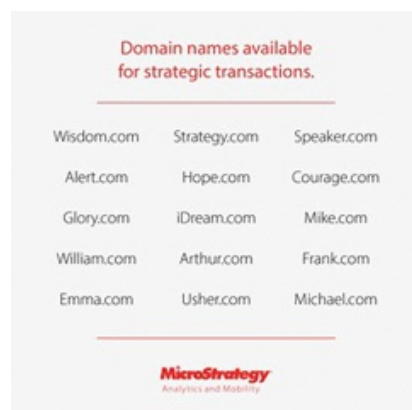 Domain names available
for strategic transactions.
Wisdom.com Strategy.com Speaker.com
Alert.com Hope.com Courage.com
Glory.com iDream.com Mike.com
William.com Arthur.com Frank.com
Emma.com Usher.com Michael.com
MicroStrategy
Analytics and Mobility